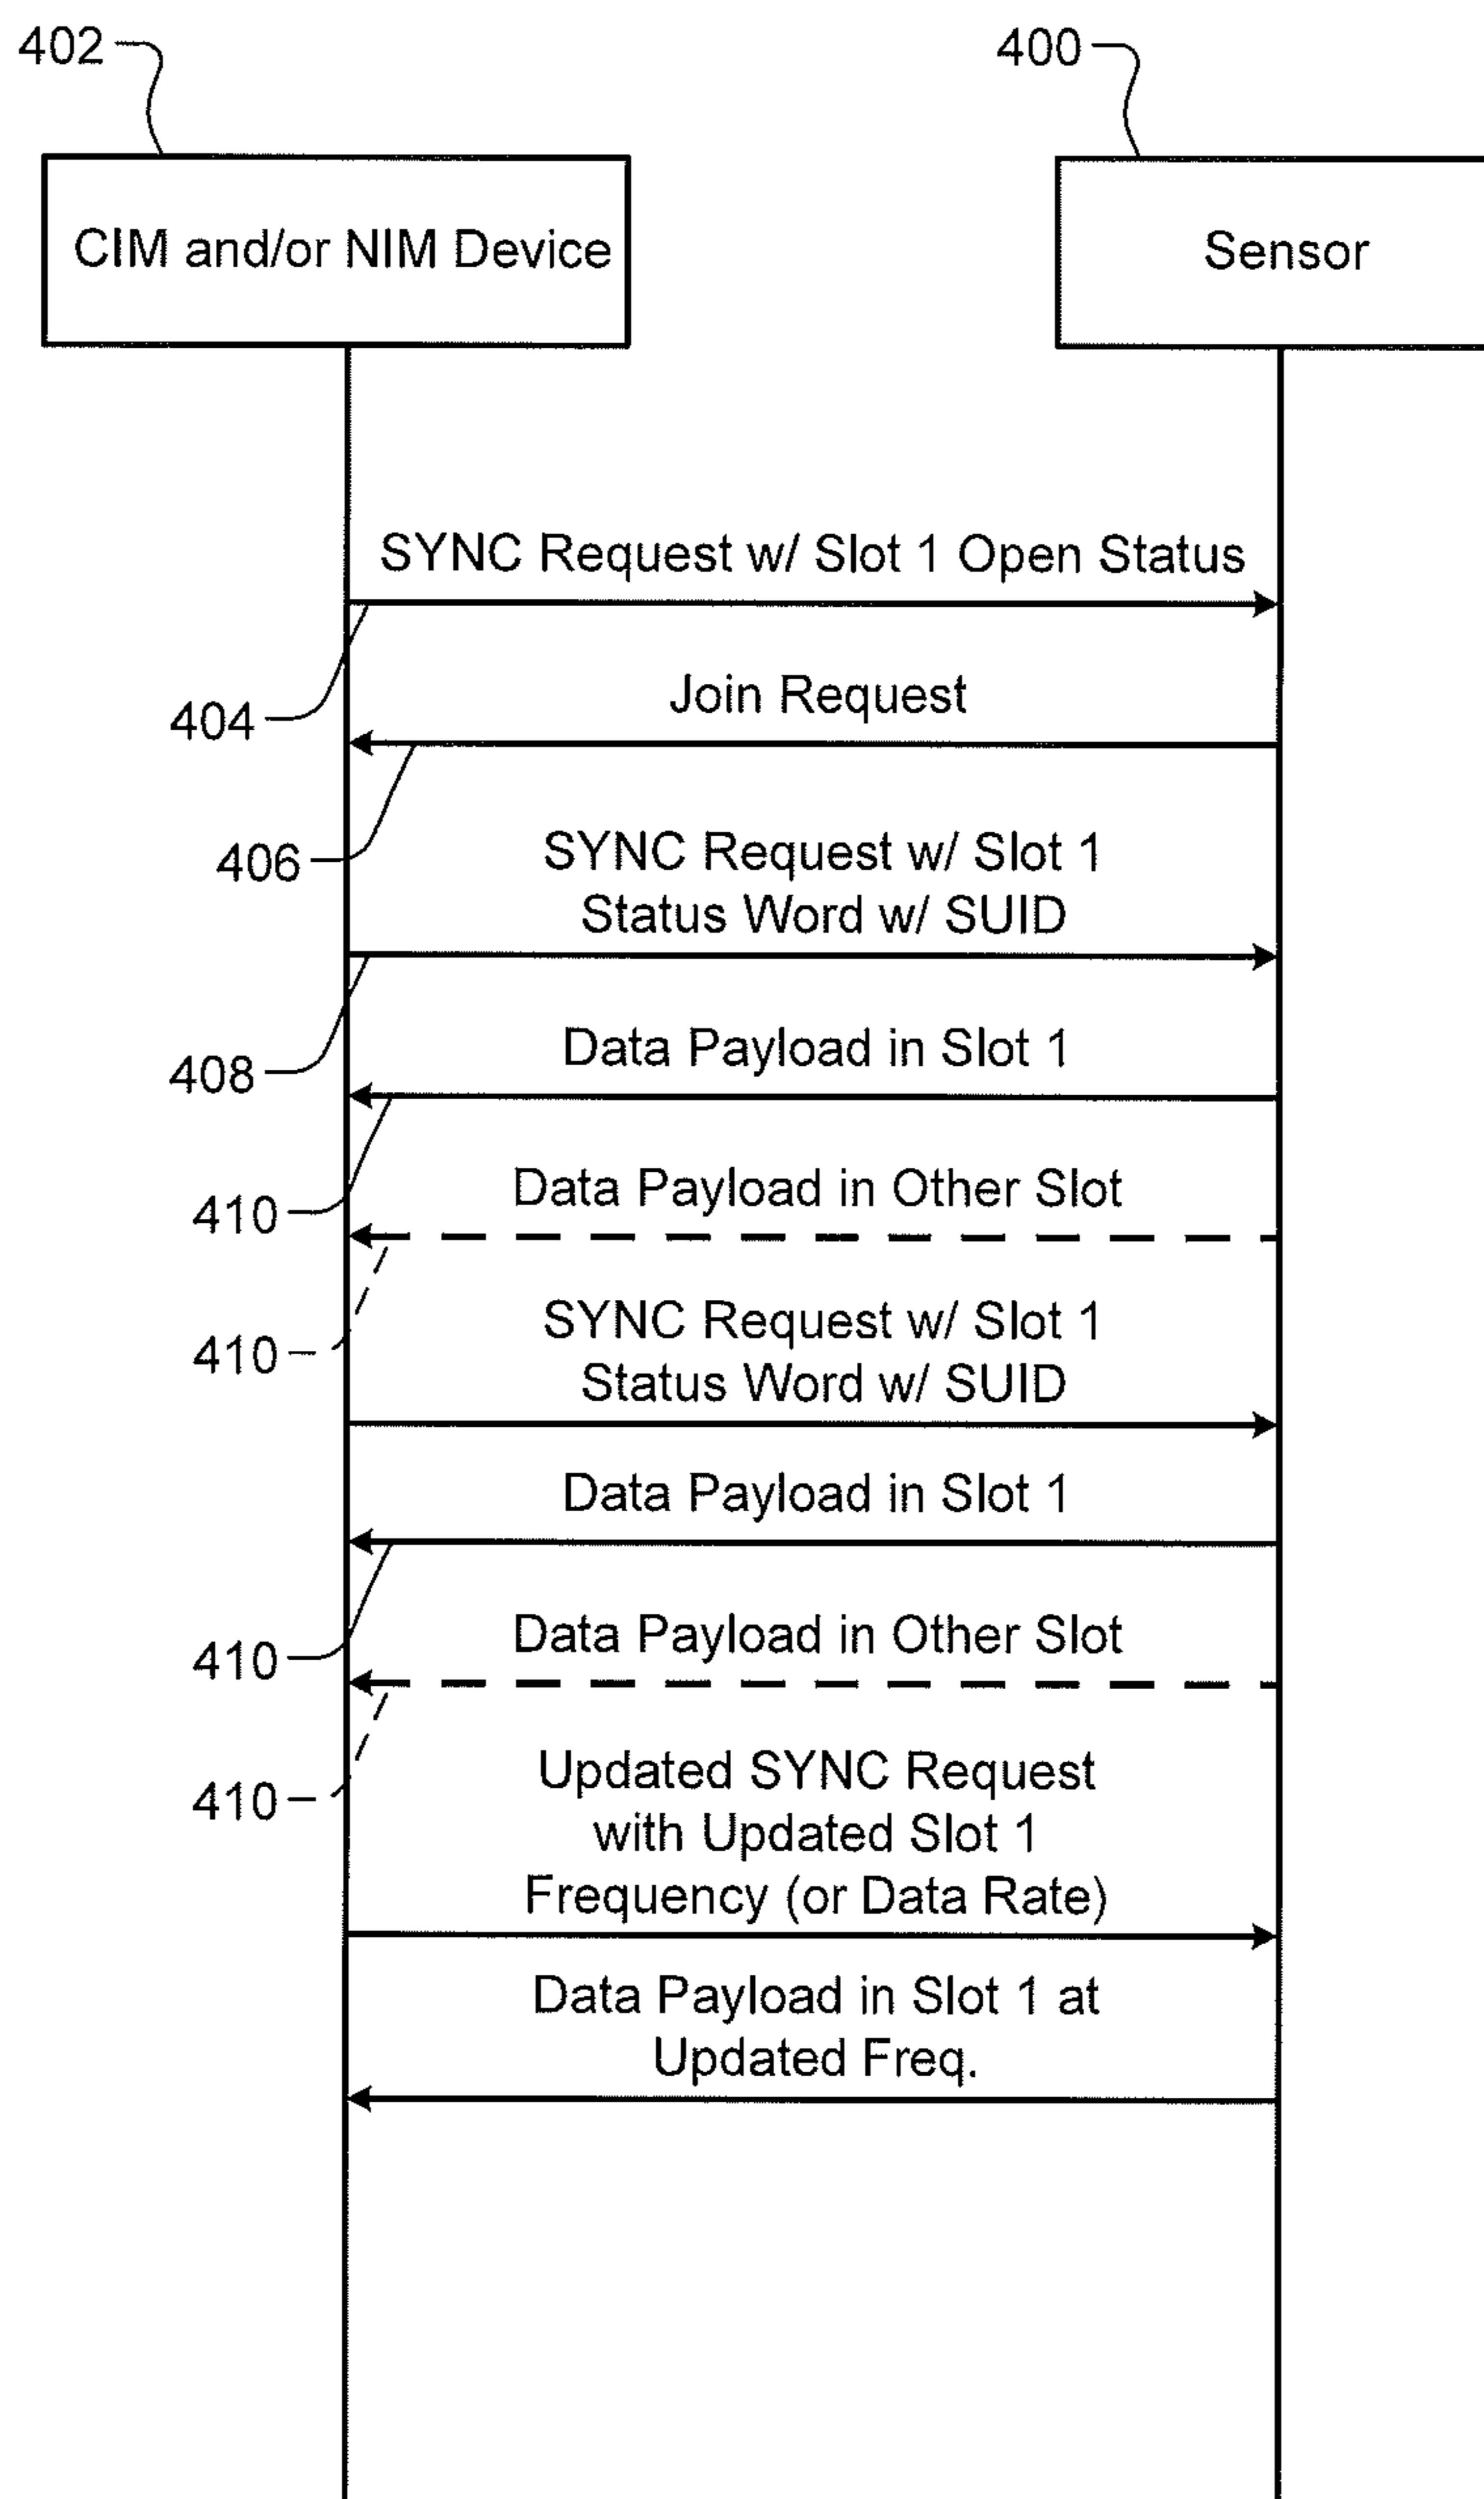 402
400
CIM and/or NIM Device
Sensor
SYNC Request w/ Slot 1 Open Status
404
Join Request
406
SYNC Request w/ Slot 1
Status Word w/ SUID
408
Data Payload in Slot 1
410
Data Payload in Other Slot
410
SYNC Request w/ Slot 1
Status Word w/ SUID
Data Payload in Slot 1
410
Data Payload in Other Slot
410
Updated SYNC Request
with Updated Slot 1
Frequency (or Data Rate)
Data Payload in Slot 1 at
Updated Freq.